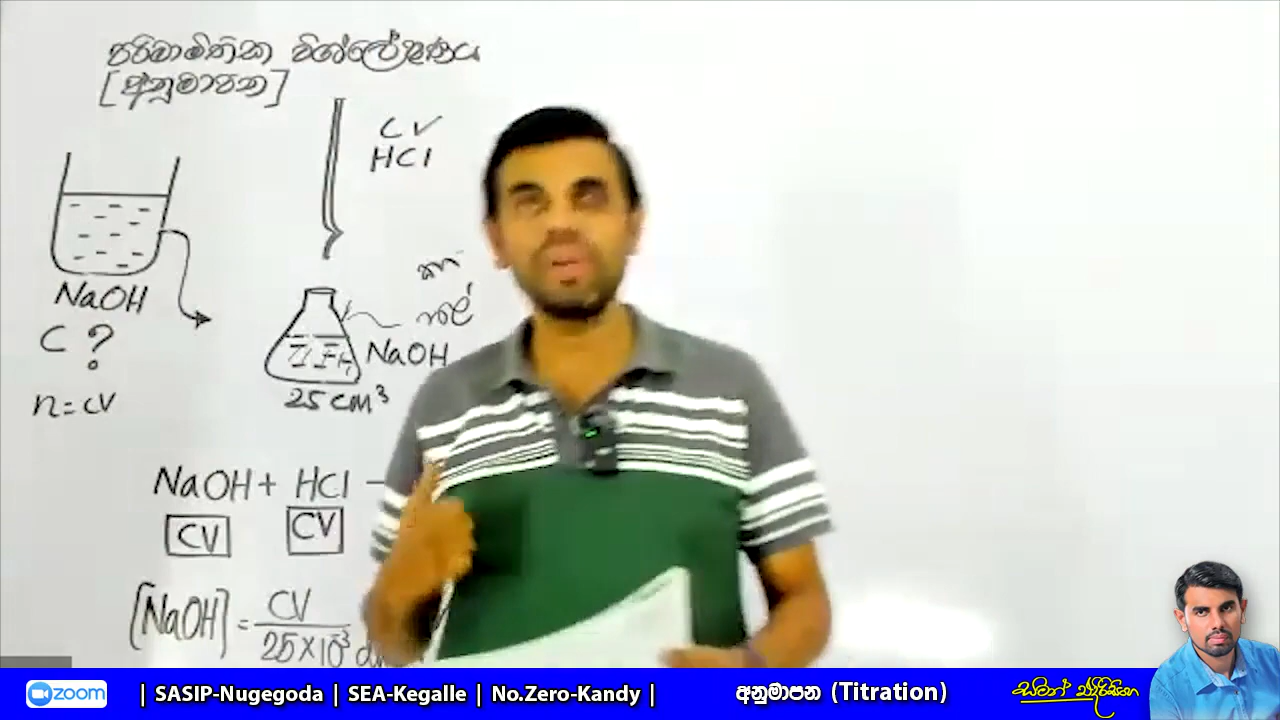 පරිමාමිතික විශ්ලේෂණය
[අනුමාපන]
CV
HCl
NaOH
C ?
n = CV
NaOH
25 cm³
NaOH + HCl –
CV CV
[NaOH] = CV
25 × 10⁻³
zoom
| SASIP-Nugegoda | SEA-Kegalle | No.Zero-Kandy |
අනුමාපන (Titration)